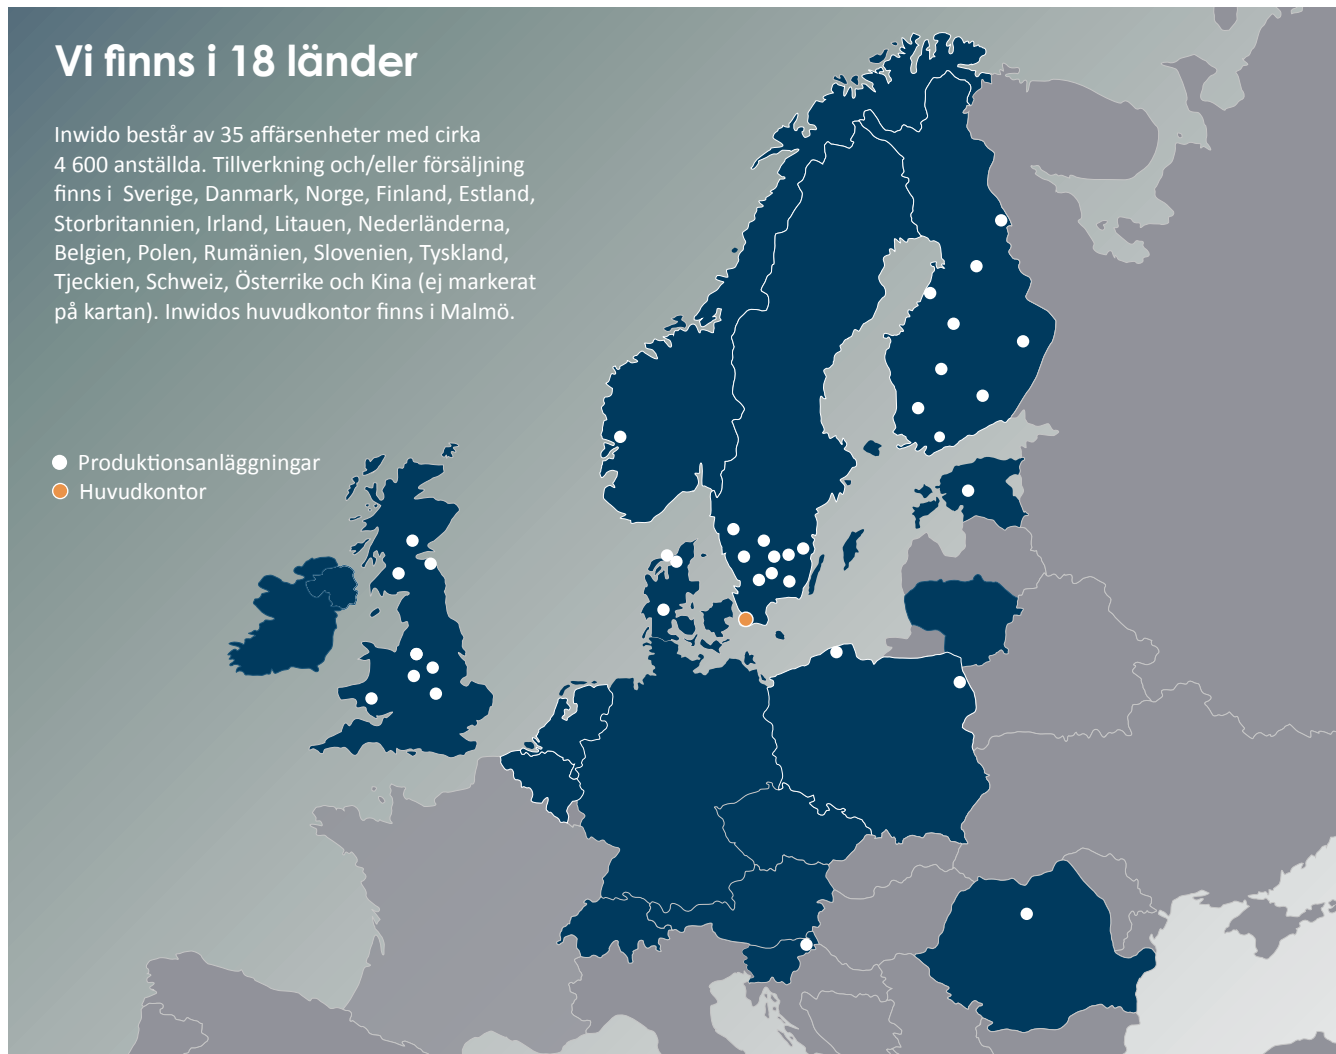 Vi finns i 18 länder
Inwido består av 35 affärsenheter med cirka
4 600 anställda. Tillverkning och/eller försäljning
finns i  Sverige, Danmark, Norge, Finland, Estland,
Storbritannien, Irland, Litauen, Nederländerna,
Belgien, Polen, Rumänien, Slovenien, Tyskland,
Tjeckien, Schweiz, Österrike och Kina (ej markerat
på kartan). Inwidos huvudkontor finns i Malmö.
Produktionsanläggningar
Huvudkontor